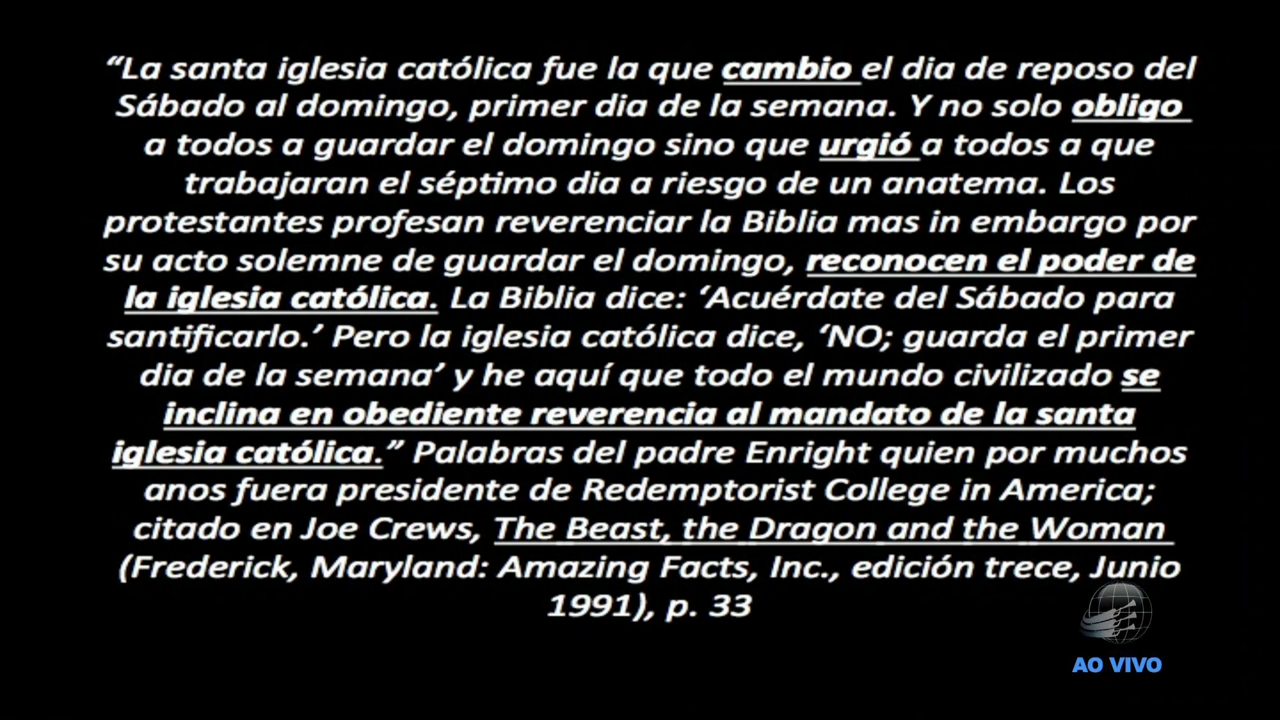 “La santa iglesia católica fue la que cambio el dia de reposo del
Sábado al domingo, primer dia de la semana. Y no solo obligo
a todos a guardar el domingo sino que urgió a todos a que
trabajaran el séptimo dia a riesgo de un anatema. Los
protestantes profesan reverenciar la Biblia mas in embargo por
su acto solemne de guardar el domingo, reconocen el poder de
la iglesia católica. La Biblia dice: ‘Acuérdate del Sábado para
santificarlo.’ Pero la iglesia católica dice, ‘NO; guarda el primer
dia de la semana’ y he aquí que todo el mundo civilizado se
inclina en obediente reverencia al mandato de la santa
iglesia católica.” Palabras del padre Enright quien por muchos
anos fuera presidente de Redemptorist College in America;
citado en Joe Crews, The Beast, the Dragon and the Woman
(Frederick, Maryland: Amazing Facts, Inc., edición trece, Junio
1991), p. 33
AO VIVO